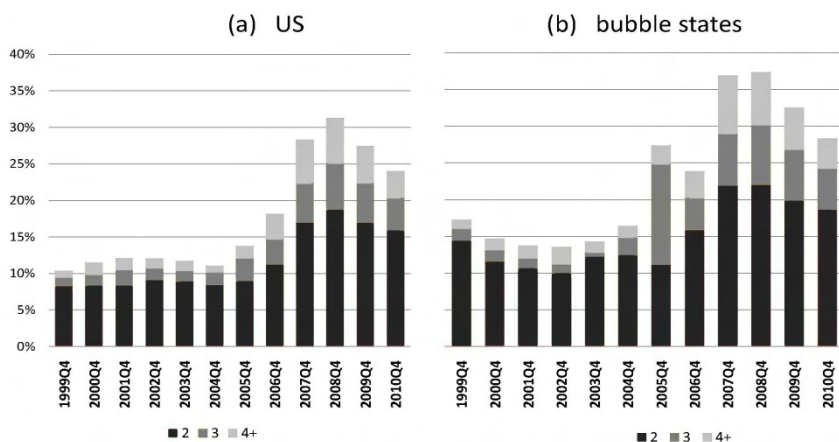 (a) US
(b) bubble states
40%
35%
30%
25%
20%
15%
10%
5%
0%
1999Q4
2000Q4
2001Q4
2002Q4
2003Q4
2004Q4
2005Q4
2006Q4
2007Q4
2008Q4
2009Q4
2010Q4
1999Q4
2000Q4
2001Q4
2002Q4
2003Q4
2004Q4
2005Q4
2006Q4
2007Q4
2008Q4
2009Q4
2010Q4
2 3 4+
2 3 4+